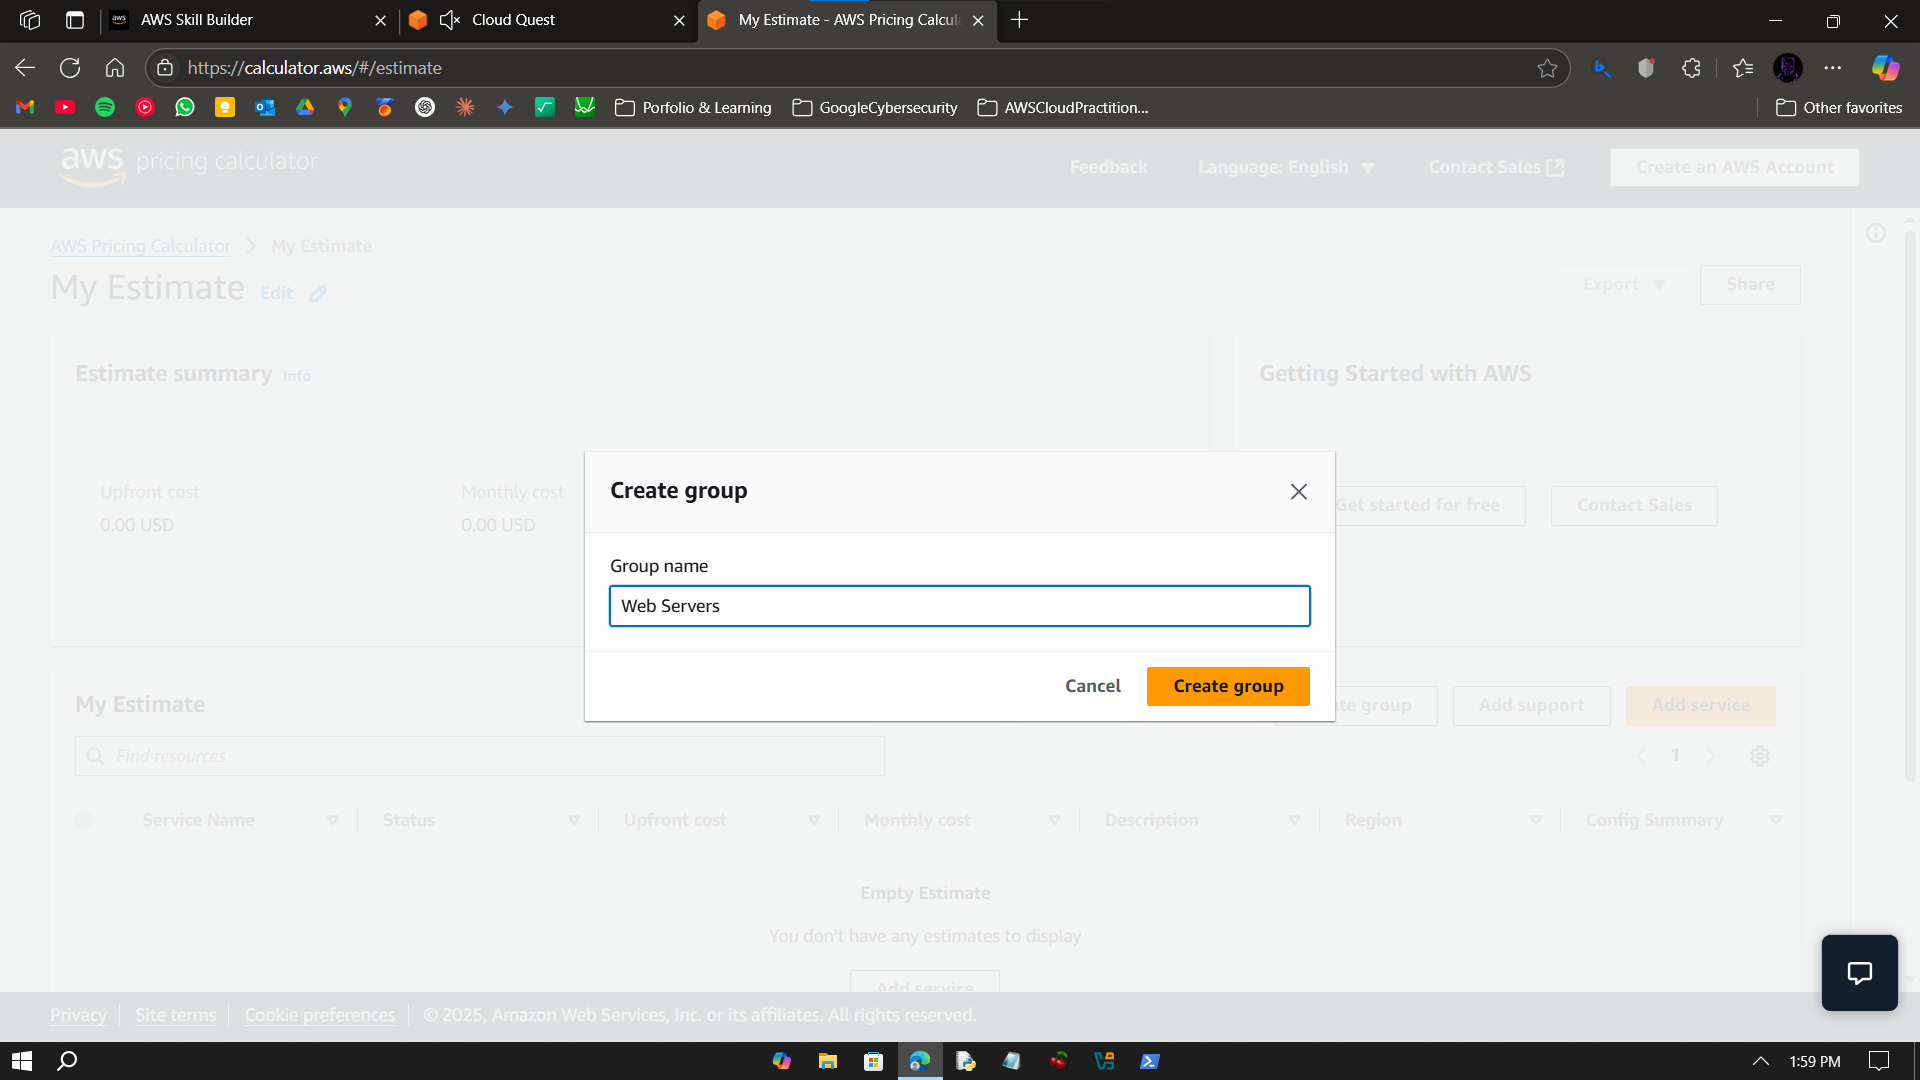 AWS Skill Builder
Cloud Quest
My Estimate - AWS Pricing Calcul
https://calculator.aws/#/estimate
Porfolio & Learning
GoogleCybersecurity
AWSCloudPractition...
Other favorites
aws pricing calculator
Feedback
Language: English
Contact Sales
Create an AWS Account
AWS Pricing Calculator
My Estimate
My Estimate
Edit
Export
Share
Estimate summary
Info
Getting Started with AWS
Upfront cost
Monthly cost
0.00 USD
0.00 USD
Get started for free
Contact Sales
Create group
Group name
Web Servers
Cancel
Create group
My Estimate
te group
Add support
Add service
Find resources
1
Service Name
Status
Upfront cost
Monthly cost
Description
Region
Config Summary
Empty Estimate
You don't have any estimates to display
Add service
Privacy
Site terms
Cookie preferences
© 2025, Amazon Web Services, Inc. or its affiliates. All rights reserved.
1:59 PM